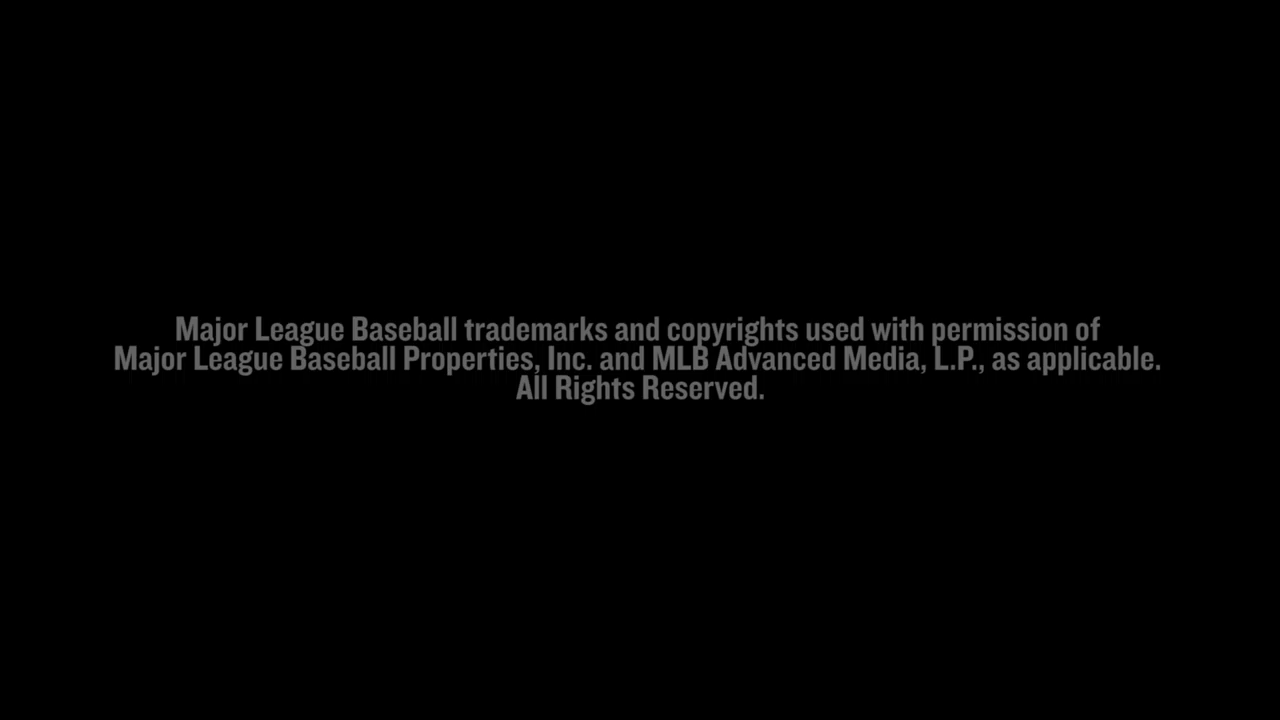 Major League Baseball trademarks and copyrights used with permission of
Major League Baseball Properties, Inc. and MLB Advanced Media, L.P., as applicable.
All Rights Reserved.